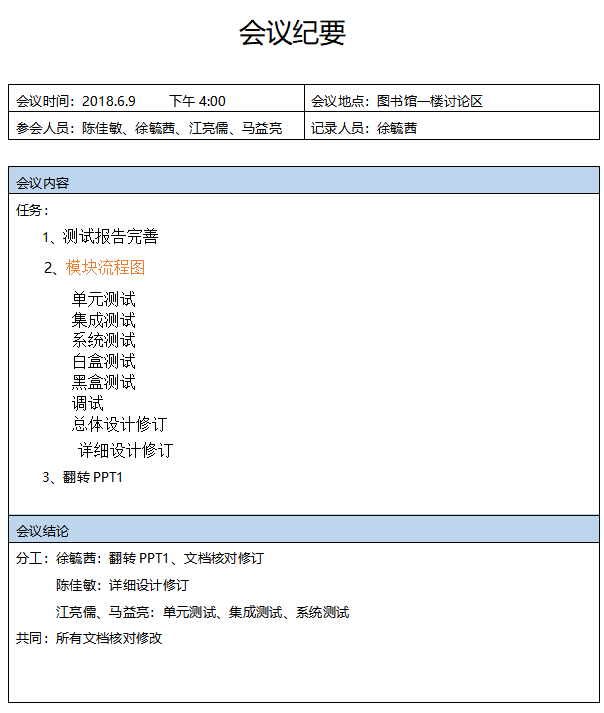 会议纪要
会议时间：2018.6.9 下午 4:00 会议地点：图书馆一楼讨论区
参会人员：陈佳敏、徐毓茜、江亮儒、马益亮 记录人员：徐毓茜
会议内容
任务：
1、测试报告完善
2、模块流程图
单元测试
集成测试
系统测试
白盒测试
黑盒测试
调试
总体设计修订
详细设计修订
3、翻转 PPT1
会议结论
分工：徐毓茜：翻转 PPT1、文档核对修订
陈佳敏：详细设计修订
江亮儒、马益亮：单元测试、集成测试、系统测试
共同：所有文档核对修改